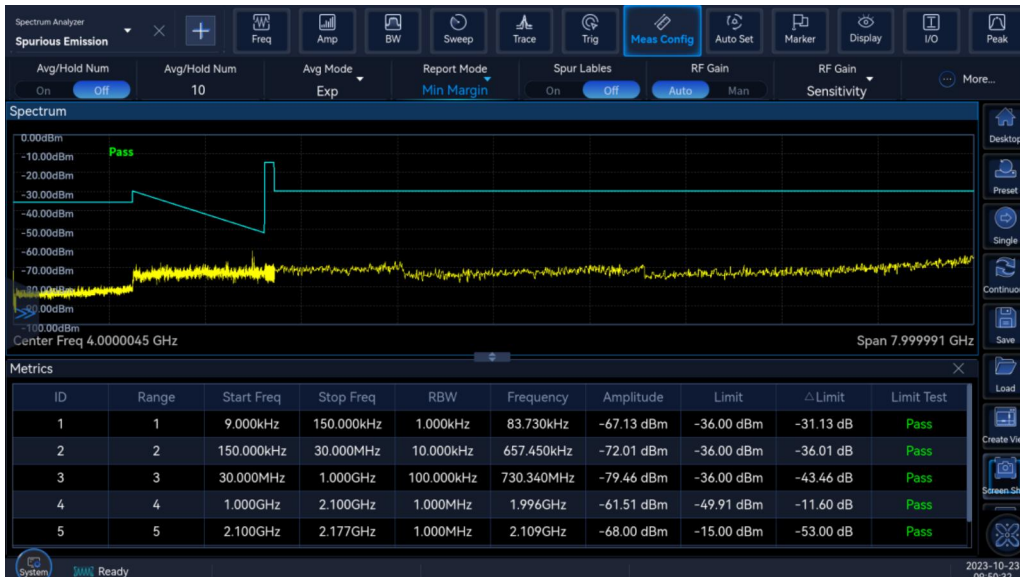 Spectrum Analyzer
Spurious Emission
Freq
Amp
BW
Sweep
Trace
Trig
Meas Config
Auto Set
Marker
Display
I/O
Peak
Avg/Hold Num
On Off
Avg/Hold Num
10
Avg Mode
Exp
Report Mode
Min Margin
Spur Lables
On Off
RF Gain
Auto Man
RF Gain
Sensitivity
More...
Spectrum
0.00dBm
Pass
-10.00dBm
-20.00dBm
-30.00dBm
-40.00dBm
-50.00dBm
-60.00dBm
-70.00dBm
-100.00dBm
Center Freq 4.0000045 GHz
Span 7.999991 GHz
Metrics
ID Range Start Freq Stop Freq RBW Frequency Amplitude Limit △Limit Limit Test
1 1 9.000kHz 150.000kHz 1.000kHz 83.730kHz -67.13 dBm -36.00 dBm -31.13 dB Pass
2 2 150.000kHz 30.000MHz 10.000kHz 657.450kHz -72.01 dBm -36.00 dBm -36.01 dB Pass
3 3 30.000MHz 1.000GHz 100.000kHz 730.340MHz -79.46 dBm -36.00 dBm -43.46 dB Pass
4 4 1.000GHz 2.100GHz 1.000MHz 1.996GHz -61.51 dBm -49.91 dBm -11.60 dB Pass
5 5 2.100GHz 2.177GHz 1.000MHz 2.109GHz -68.00 dBm -15.00 dBm -53.00 dB Pass
Desktop
Preset
Single
Continuo
Save
Load
Create Vie
Screen Sh
System
Ready
2023-10-23